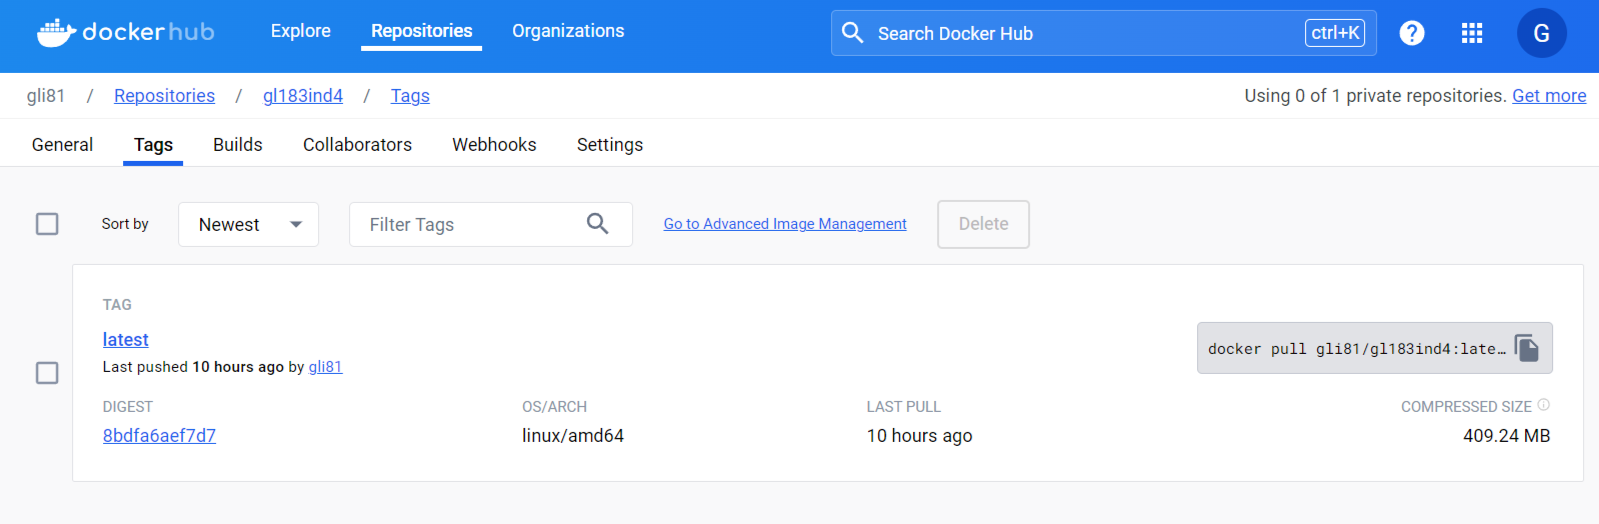 docker hub Explore Repositories Organizations Search Docker Hub ctrl+K ? G
gli81 / Repositories / gl183ind4 / Tags Using 0 of 1 private repositories. Get more
General Tags Builds Collaborators Webhooks Settings
Sort by Newest Filter Tags Go to Advanced Image Management Delete
TAG
latest
Last pushed 10 hours ago by gli81
docker pull gli81/gl183ind4:late…
DIGEST OS/ARCH LAST PULL COMPRESSED SIZE
8bdfa6aef7d7 linux/amd64 10 hours ago 409.24 MB